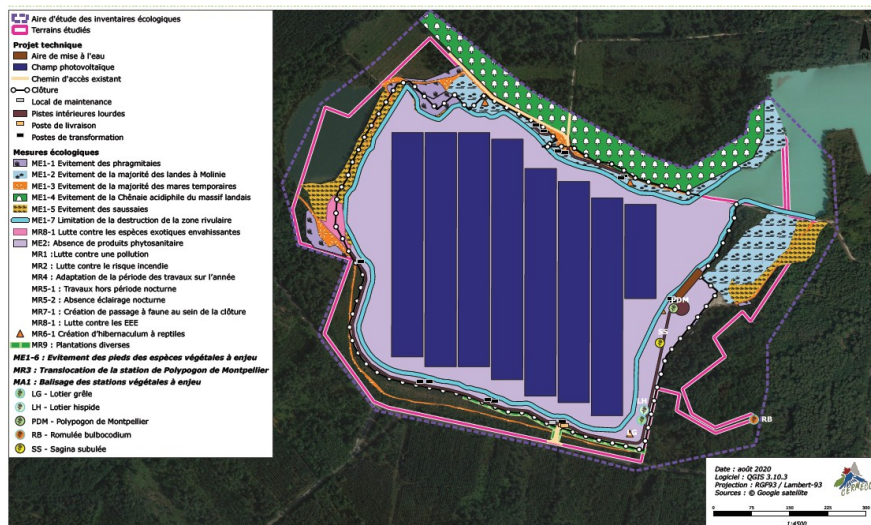 Aire d'étude des inventaires écologiques
Terrains étudiés
Projet technique
Aire de mise à l'eau
Champ photovoltaïque
Chemin d'accès existant
Clôture
Local de maintenance
Pistes intérieures lourdes
Poste de livraison
Postes de transformation
Mesures écologiques
ME1-1 Evitement des phragmitaies
ME1-2 Evitement de la majorité des landes à Molinie
ME1-3 Evitement de la majorité des mares temporaires
ME1-4 Evitement de la Chênaie acidiphile du massif landais
ME1-5 Evitement des saussaies
ME1-7 Limitation de la destruction de la zone rivulaire
MR8-1 Lutte contre les espèces exotiques envahissantes
ME2: Absence de produits phytosanitaire
MR1 :Lutte contre une pollution
MR2 : Lutte contre le risque incendie
MR4 : Adaptation de la période des travaux sur l'année
MR5-1 : Travaux hors période nocturne
MR5-2 : Absence éclairage nocturne
MR7-1 : Création de passage à faune au sein de la clôture
MR8-1 : Lutte contre les EEE
MR6-1 Création d'hibernaculum à reptiles
MR9 : Plantations diverses
ME1-6 : Evitement des pieds des espèces végétales à enjeu
MR3 : Translocation de la station de Polypogon de Montpellier
MA1 : Balisage des stations végétales à enjeu
LG - Lotier grêle
LH - Lotier hispide
PDM - Polypogon de Montpellier
RB - Romulée bulbocodium
SS - Sagina subulée
PDM
SS
LH
LG
RB
Date : août 2020
Logiciel : QGIS 3.10.3
Projection : RGF93 / Lambert-93
Sources : © Google satellite
CERMECO
0 75 150 225 300
1:4500